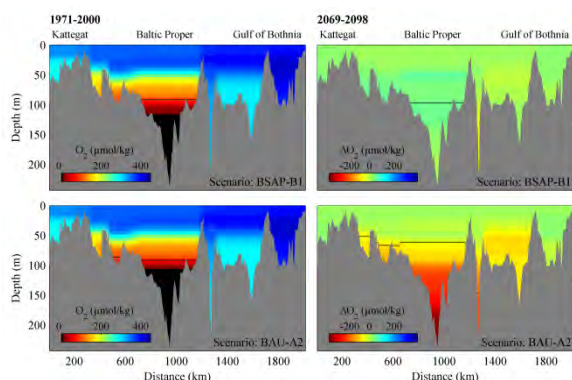 1971-2000
Kattegat Baltic Proper Gulf of Bothnia
0
50
100
150
200
Depth (m)
O2 (μmol/kg)
0 200 400
Scenario: BSAP-B1
2069-2098
Kattegat Baltic Proper Gulf of Bothnia
ΔO2 (μmol/kg)
-200 0 200
Scenario: BSAP-B1
0
50
100
150
200
Depth (m)
O2 (μmol/kg)
0 200 400
Scenario: BAU-A2
200 600 1000 1400 1800
Distance (km)
ΔO2 (μmol/kg)
-200 0 200
Scenario: BAU-A2
200 600 1000 1400 1800
Distance (km)